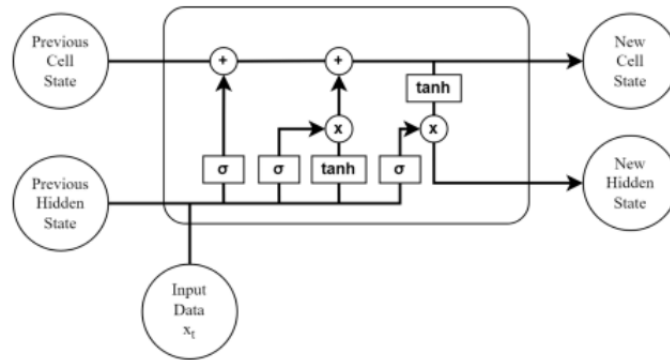 Previous
Cell
State
+
+
New
Cell
State
tanh
x
x
Previous
Hidden
State
σ
σ
tanh
σ
New
Hidden
State
Input
Data
xt